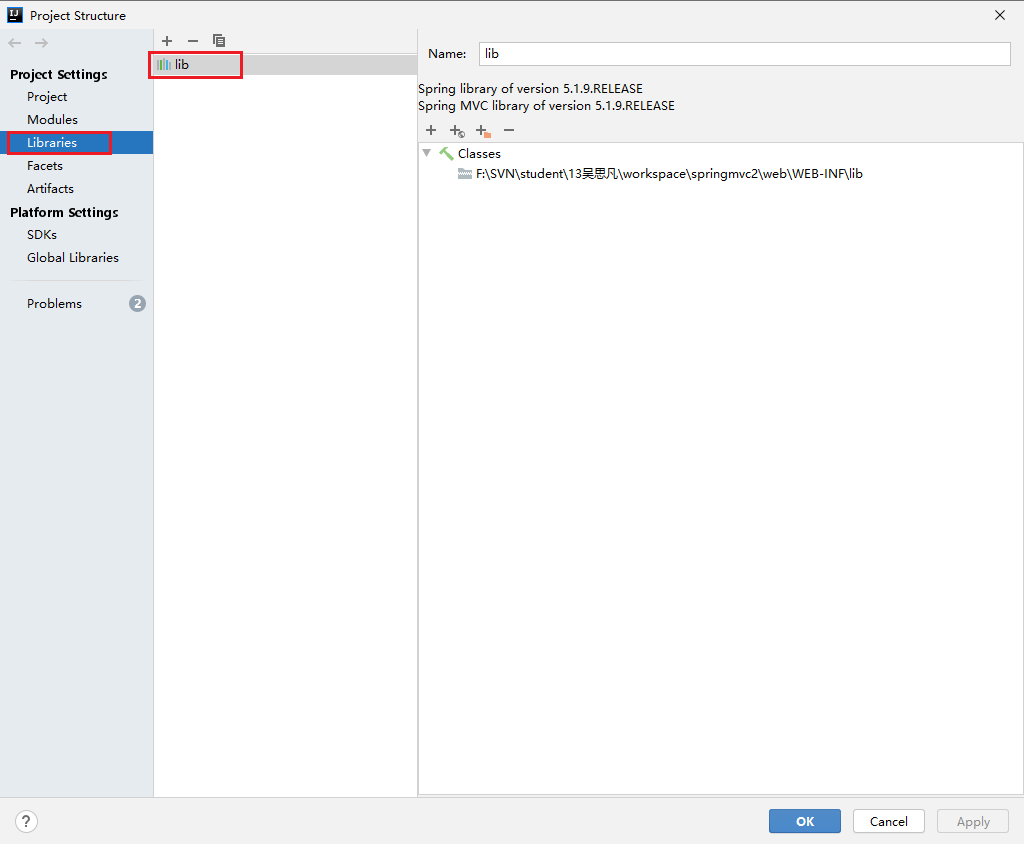 Project Structure
Project Settings
Project
Modules
Libraries
Facets
Artifacts
Platform Settings
SDKs
Global Libraries
Problems 2
lib
Name: lib
Spring library of version 5.1.9.RELEASE
Spring MVC library of version 5.1.9.RELEASE
Classes
F:\SVN\student\13吴思凡\workspace\springmvc2\web\WEB-INF\lib
?
OK
Cancel
Apply